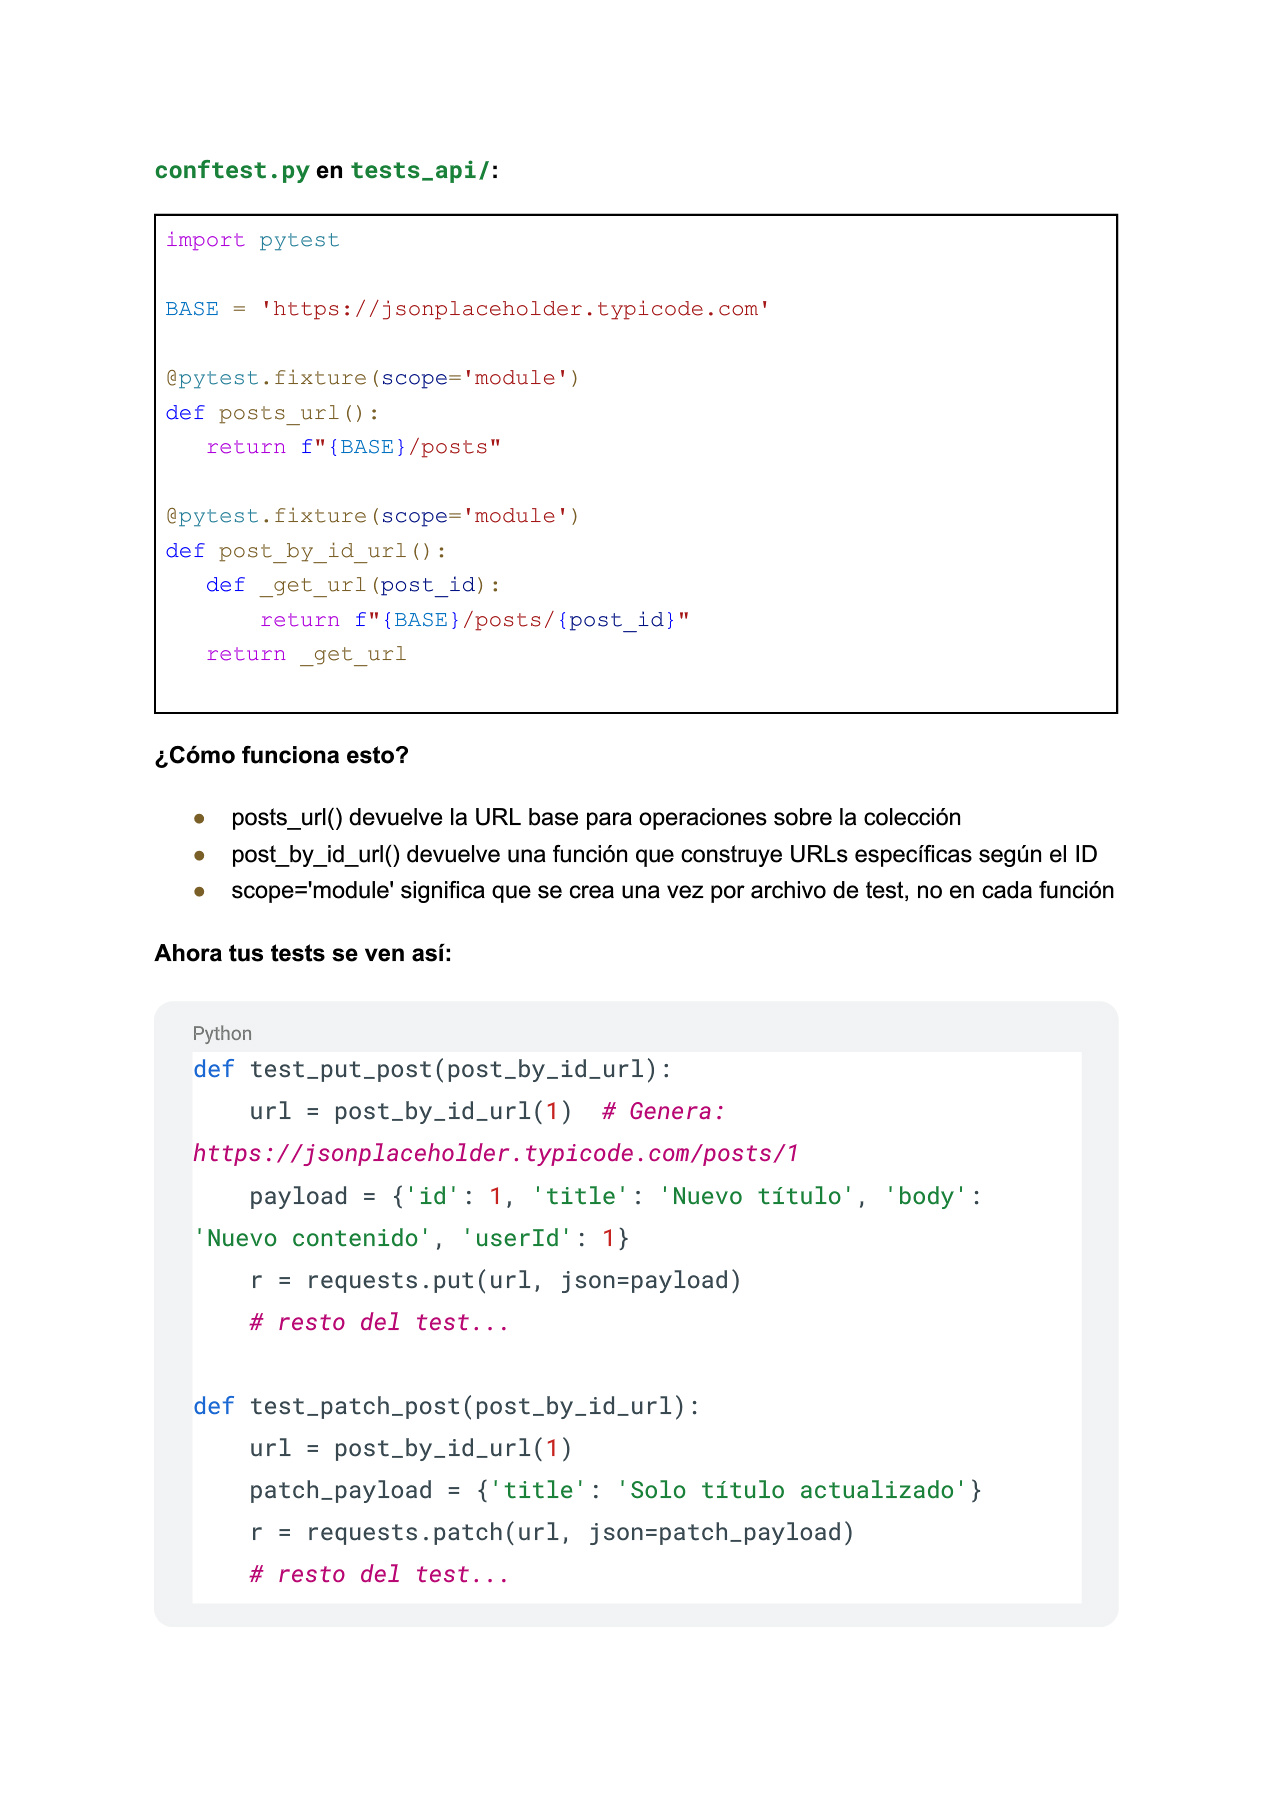 conftest.py en tests_api/:
import pytest
BASE = 'https://jsonplaceholder.typicode.com'
@pytest.fixture(scope='module')
def posts_url():
   return f"{BASE}/posts"
@pytest.fixture(scope='module')
def post_by_id_url():
   def _get_url(post_id):
       return f"{BASE}/posts/{post_id}"
   return _get_url
¿Cómo funciona esto?
● posts_url() devuelve la URL base para operaciones sobre la colección
● post_by_id_url() devuelve una función que construye URLs específicas según el ID
● scope='module' significa que se crea una vez por archivo de test, no en cada función
Ahora tus tests se ven así:
Python
def test_put_post(post_by_id_url):
    url = post_by_id_url(1)  # Genera:
https://jsonplaceholder.typicode.com/posts/1
    payload = {'id': 1, 'title': 'Nuevo título', 'body':
'Nuevo contenido', 'userId': 1}
    r = requests.put(url, json=payload)
    # resto del test...
def test_patch_post(post_by_id_url):
    url = post_by_id_url(1)
    patch_payload = {'title': 'Solo título actualizado'}
    r = requests.patch(url, json=patch_payload)
    # resto del test...